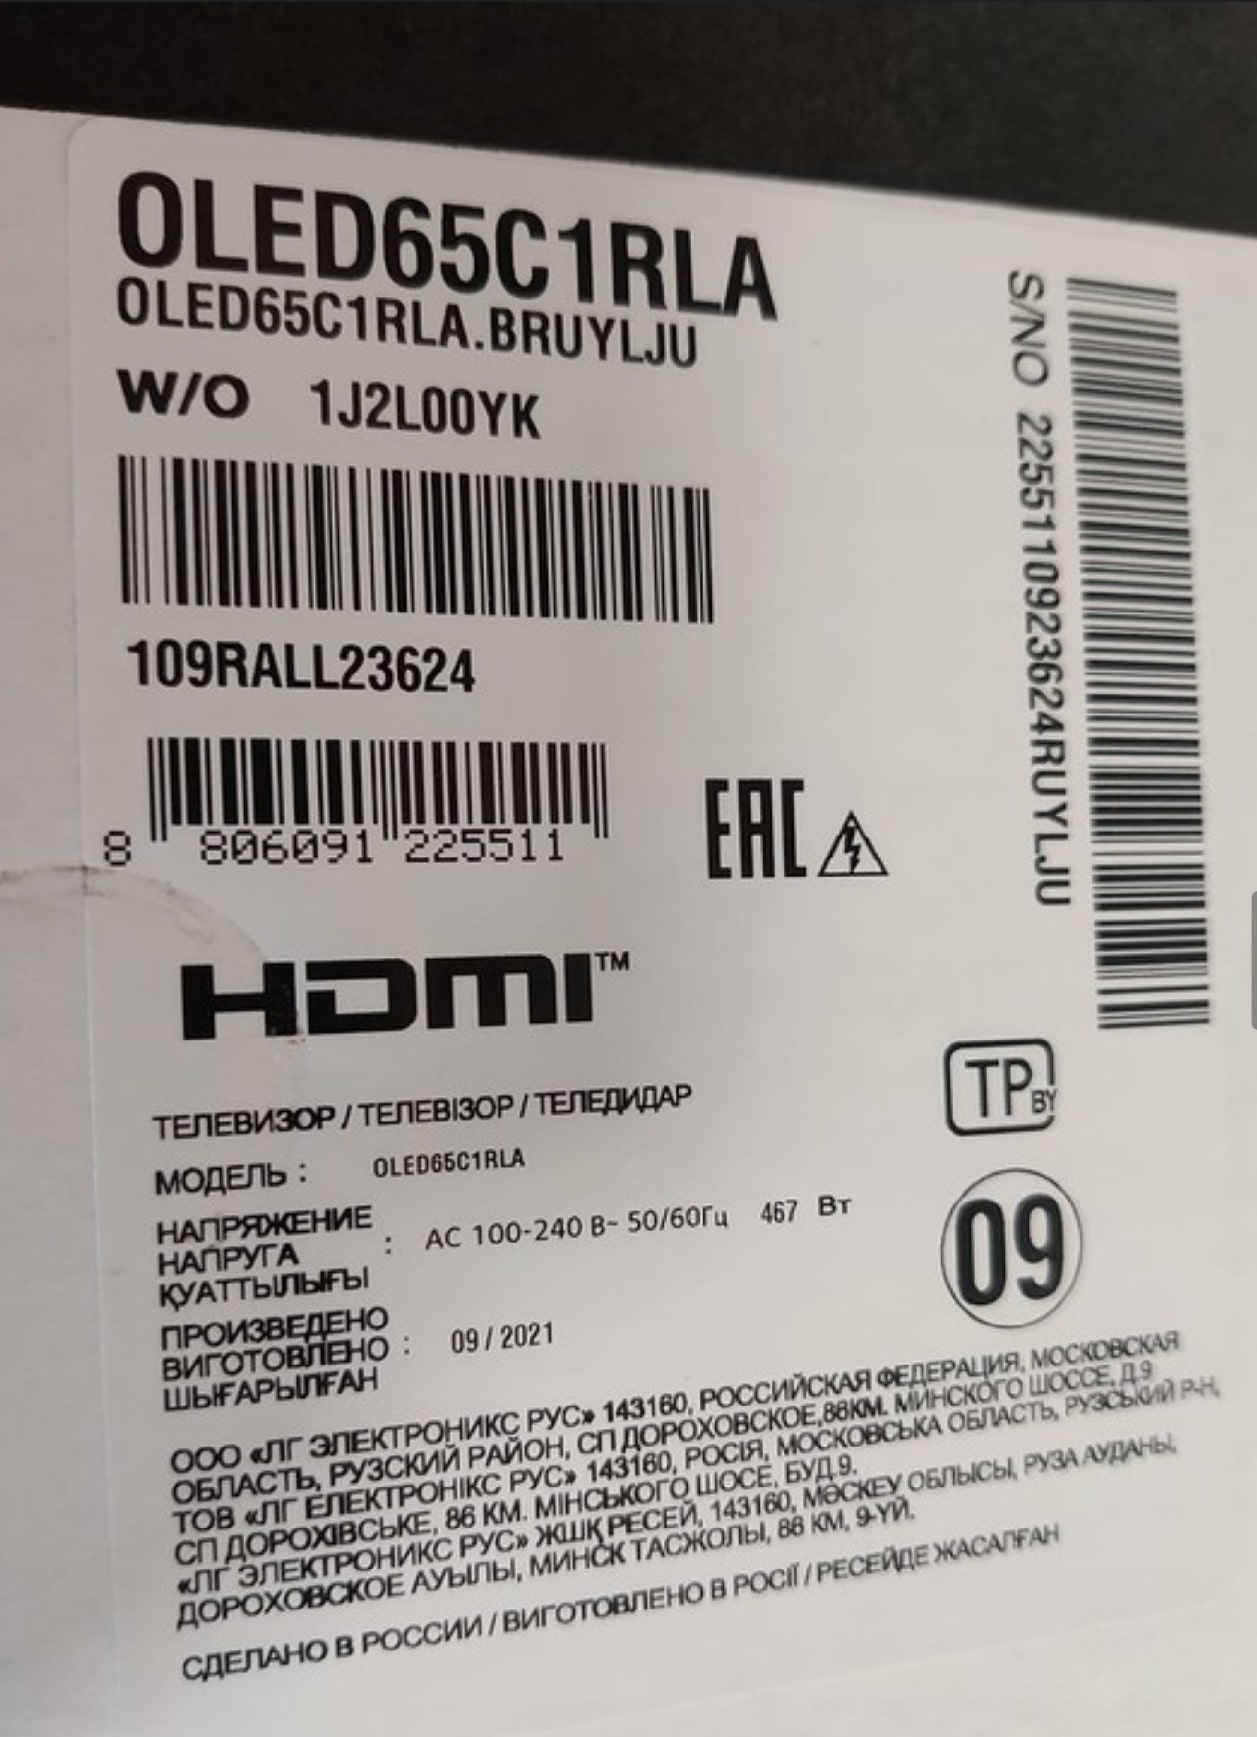 OLED65C1RLA
OLED65C1RLA.BRUYLJU
W/O 1J2L00YK
109RALL23624
8 806091 225511
EAC
S/NO 2255110923624RUYLJU
HDMI™
TP BY
09
ТЕЛЕВИЗОР / ТЕЛЕВІЗОР / ТЕЛЕДИДАР
МОДЕЛЬ : OLED65C1RLA
НАПРЯЖЕНИЕ
НАПРУГА : AC 100-240 В~ 50/60Гц 467 Вт
ҚУАТТЫЛЫҒЫ
ПРОИЗВЕДЕНО
ВИГОТОВЛЕНО : 09 / 2021
ШЫҒАРЫЛҒАН
ООО «ЛГ ЭЛЕКТРОНИКС РУС» 143160, РОССИЙСКАЯ ФЕДЕРАЦИЯ, МОСКОВСКАЯ
ОБЛАСТЬ, РУЗСКИЙ РАЙОН, СП ДОРОХОВСКОЕ,86КМ. МИНСКОГО ШОССЕ, Д.9
ТОВ «ЛГ ЕЛЕКТРОНІКС РУС» 143160, РОСІЯ, МОСКОВСЬКА ОБЛАСТЬ, РУЗСЬКИЙ Р-Н,
СП ДОРОХІВСЬКЕ, 86 КМ. МІНСЬКОГО ШОСЕ, БУД.9.
«ЛГ ЭЛЕКТРОНИКС РУС» ЖШҚ РЕСЕЙ, 143160, МӘСКЕУ ОБЛЫСЫ, РУЗА АУДАНЫ,
ДОРОХОВСКОЕ АУЫЛЫ, МИНСК ТАСЖОЛЫ, 86 КМ, 9-ҮЙ.
СДЕЛАНО В РОССИИ / ВИГОТОВЛЕНО В РОСІЇ / РЕСЕЙДЕ ЖАСАЛҒАН